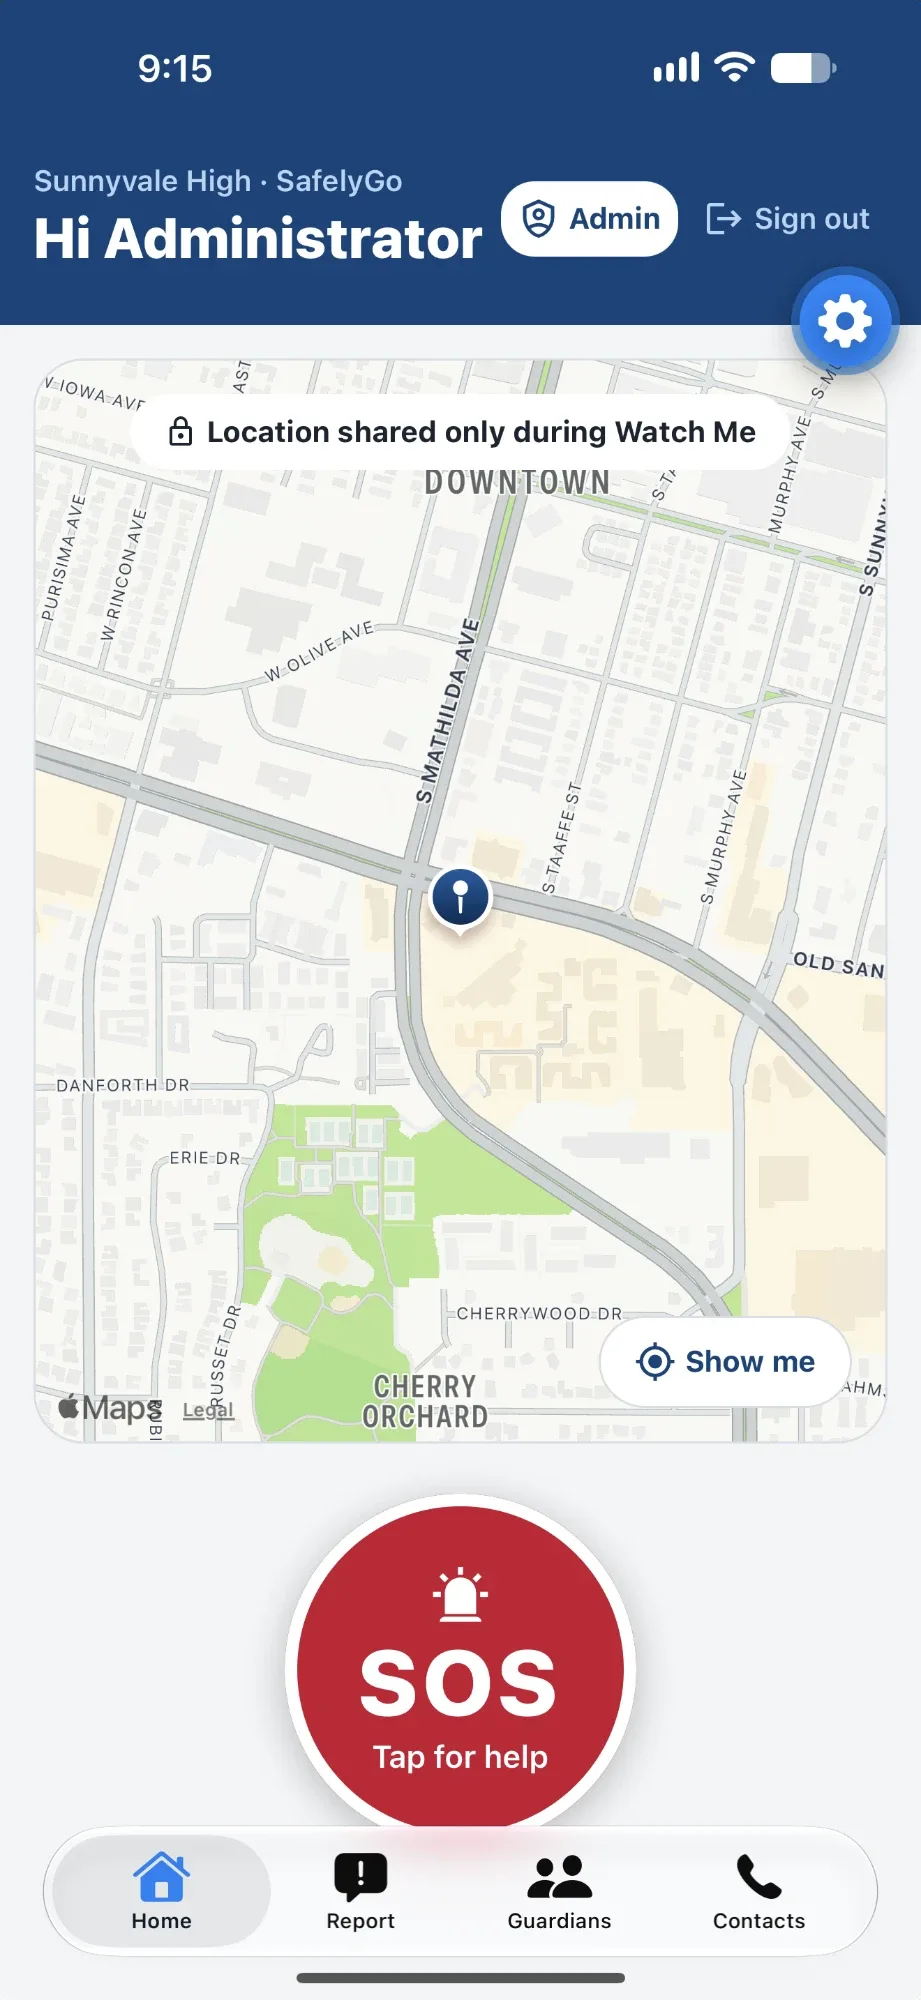 9:15
Sunnyvale High · SafelyGo
Hi Administrator
Admin
Sign out
W IOWA AVE
Location shared only during Watch Me
DOWNTOWN
S TA
MURPHY AVE
S MU
S SUNNY
PURISIMA AVE
W RINCON AVE
W OLIVE AVE
S MATHILDA AVE
S TAAFFE ST
S MURPHY AVE
OLD SAN
DANFORTH DR
ERIE DR
RUSSET DR
CHERRYWOOD DR
Show me
CHERRY
ORCHARD
AHM
Maps
Legal
SOS
Tap for help
Home
Report
Guardians
Contacts